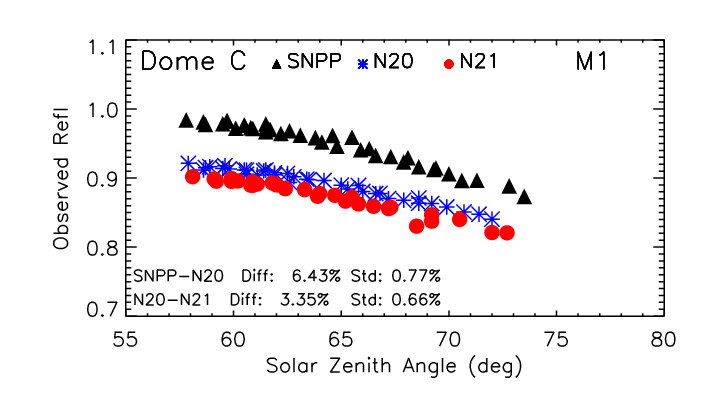 1.1
Dome C SNPP N20 N21 M1
1.0
0.9
0.8
0.7
Observed Refl
SNPP−N20 Diff: 6.43% Std: 0.77%
N20−N21 Diff: 3.35% Std: 0.66%
55 60 65 70 75 80
Solar Zenith Angle (deg)